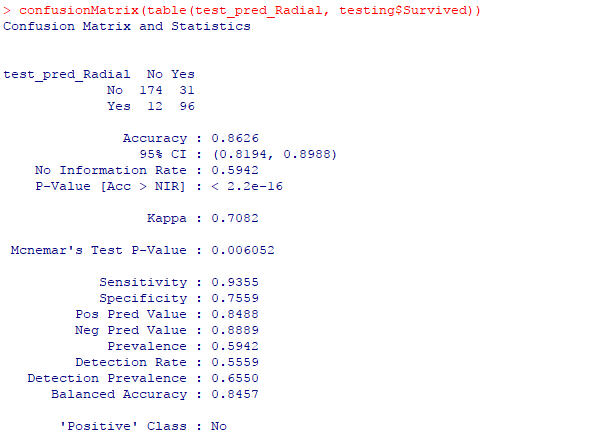 > confusionMatrix(table(test_pred_Radial, testing$Survived))
Confusion Matrix and Statistics
test_pred_Radial  No Yes
             No  174  31
             Yes  12  96
               Accuracy : 0.8626
                 95% CI : (0.8194, 0.8988)
    No Information Rate : 0.5942
    P-Value [Acc > NIR] : < 2.2e-16
                  Kappa : 0.7082
 Mcnemar's Test P-Value : 0.006052
            Sensitivity : 0.9355
            Specificity : 0.7559
         Pos Pred Value : 0.8488
         Neg Pred Value : 0.8889
             Prevalence : 0.5942
         Detection Rate : 0.5559
   Detection Prevalence : 0.6550
      Balanced Accuracy : 0.8457
       'Positive' Class : No